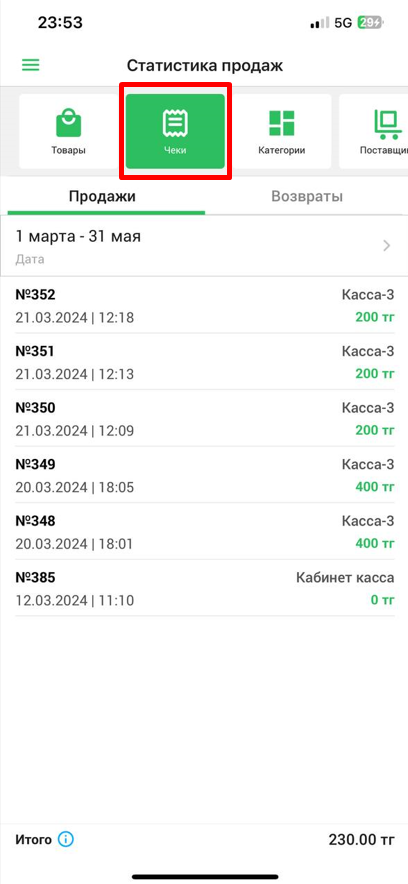 23:53
5G 29
Статистика продаж
Товары
Чеки
Категории
Поставщи
Продажи
Возвраты
1 марта - 31 мая
Дата
№352 Касса-3
21.03.2024 | 12:18 200 тг
№351 Касса-3
21.03.2024 | 12:13 200 тг
№350 Касса-3
21.03.2024 | 12:09 200 тг
№349 Касса-3
20.03.2024 | 18:05 400 тг
№348 Касса-3
20.03.2024 | 18:01 400 тг
№385 Кабинет касса
12.03.2024 | 11:10 0 тг
Итого 230.00 тг